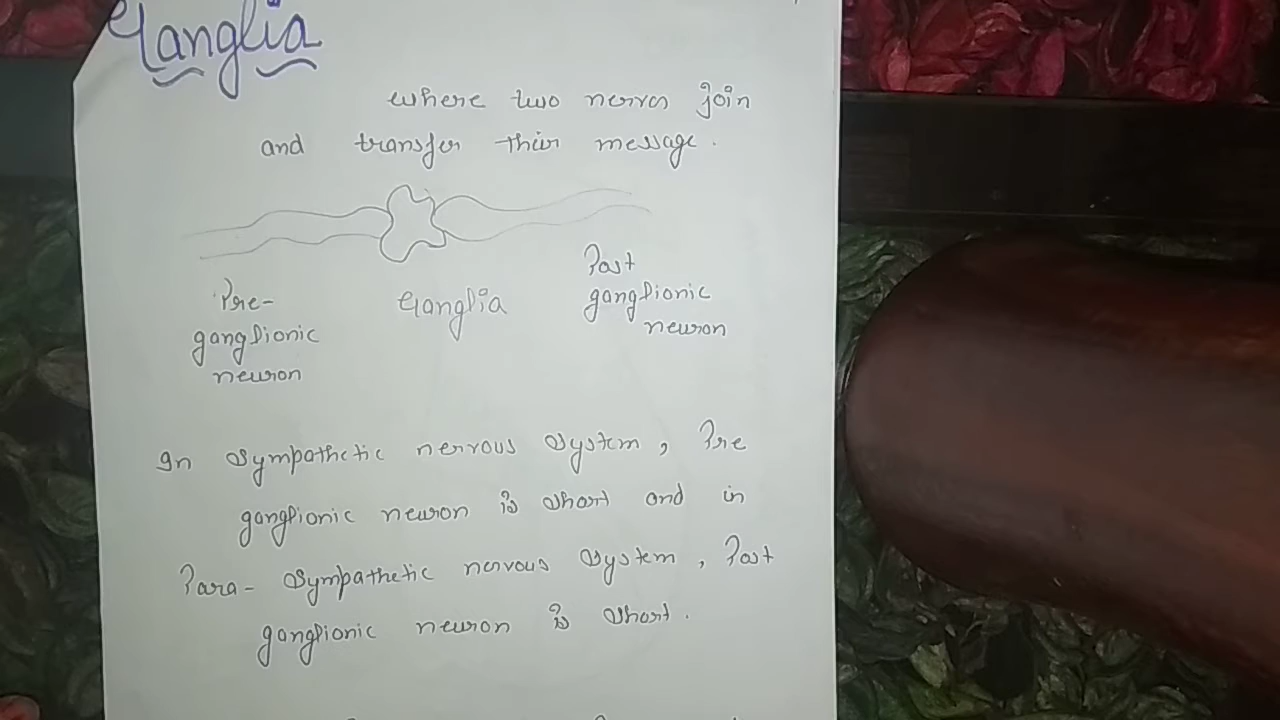 Ganglia
where two nerves join
and transfer their message.
Pre-
ganglionic
neuron
Ganglia
Post
ganglionic
neuron
In sympathetic nervous system, Pre
ganglionic neuron is short and in
Para- sympathetic nervous system, Post
ganglionic neuron is short.